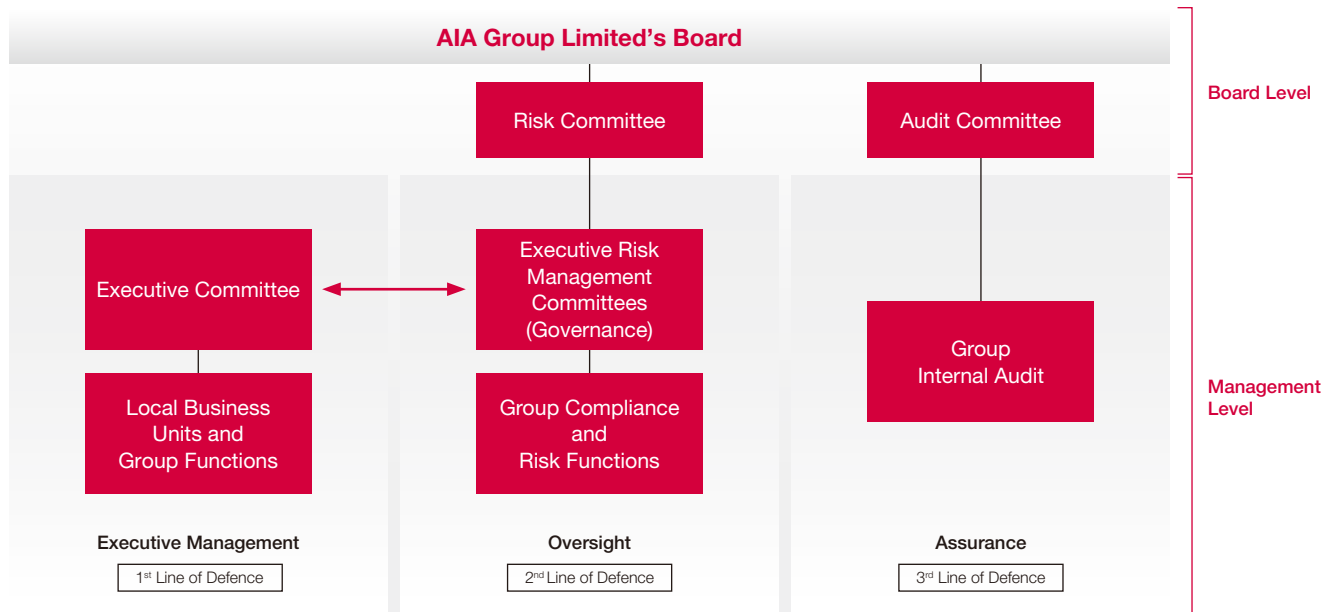 AIA Group Limited's Board
Board Level
Risk Committee
Audit Committee
Executive Committee
Executive Risk
Management
Committees
(Governance)
Group
Internal Audit
Management
Level
Local Business
Units and
Group Functions
Group Compliance
and
Risk Functions
Executive Management
Oversight
Assurance
1st Line of Defence
2nd Line of Defence
3rd Line of Defence